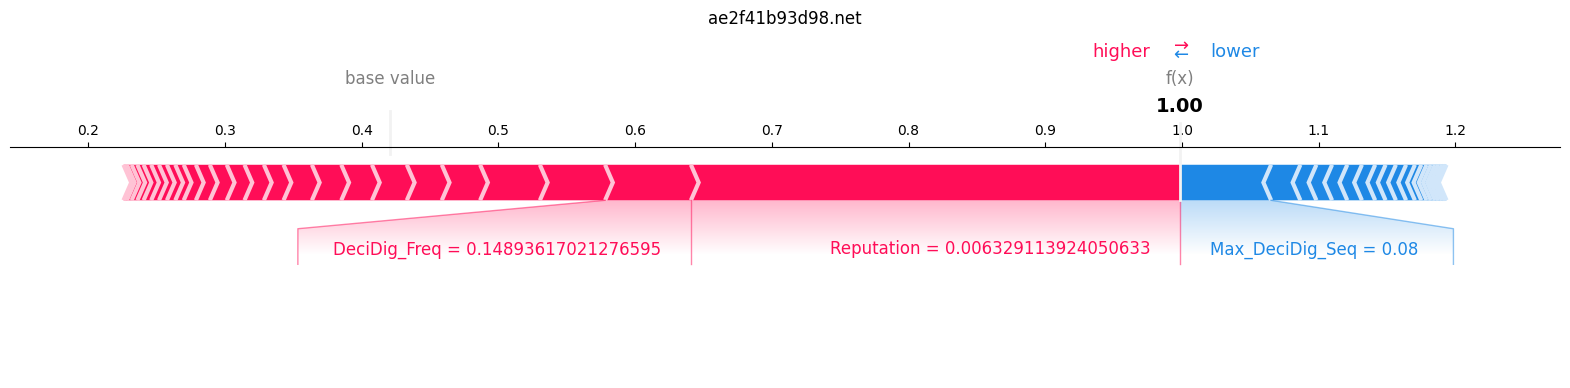 ae2f41b93d98.net
higher ⇄ lower
base value
f(x)
1.00
0.2 0.3 0.4 0.5 0.6 0.7 0.8 0.9 1.0 1.1 1.2
DeciDig_Freq = 0.14893617021276595
Reputation = 0.006329113924050633
Max_DeciDig_Seq = 0.08